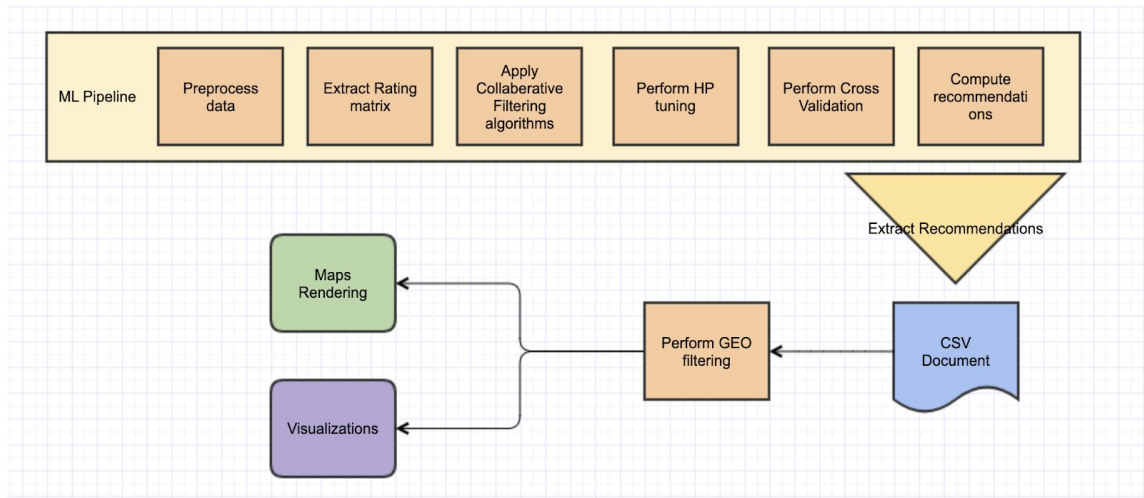 ML Pipeline
Preprocess
data
Extract Rating
matrix
Apply
Collaberative
Filtering
algorithms
Perform HP
tuning
Perform Cross
Validation
Compute
recommendati
ons
Extract Recommendations
Maps
Rendering
Perform GEO
filtering
CSV
Document
Visualizations